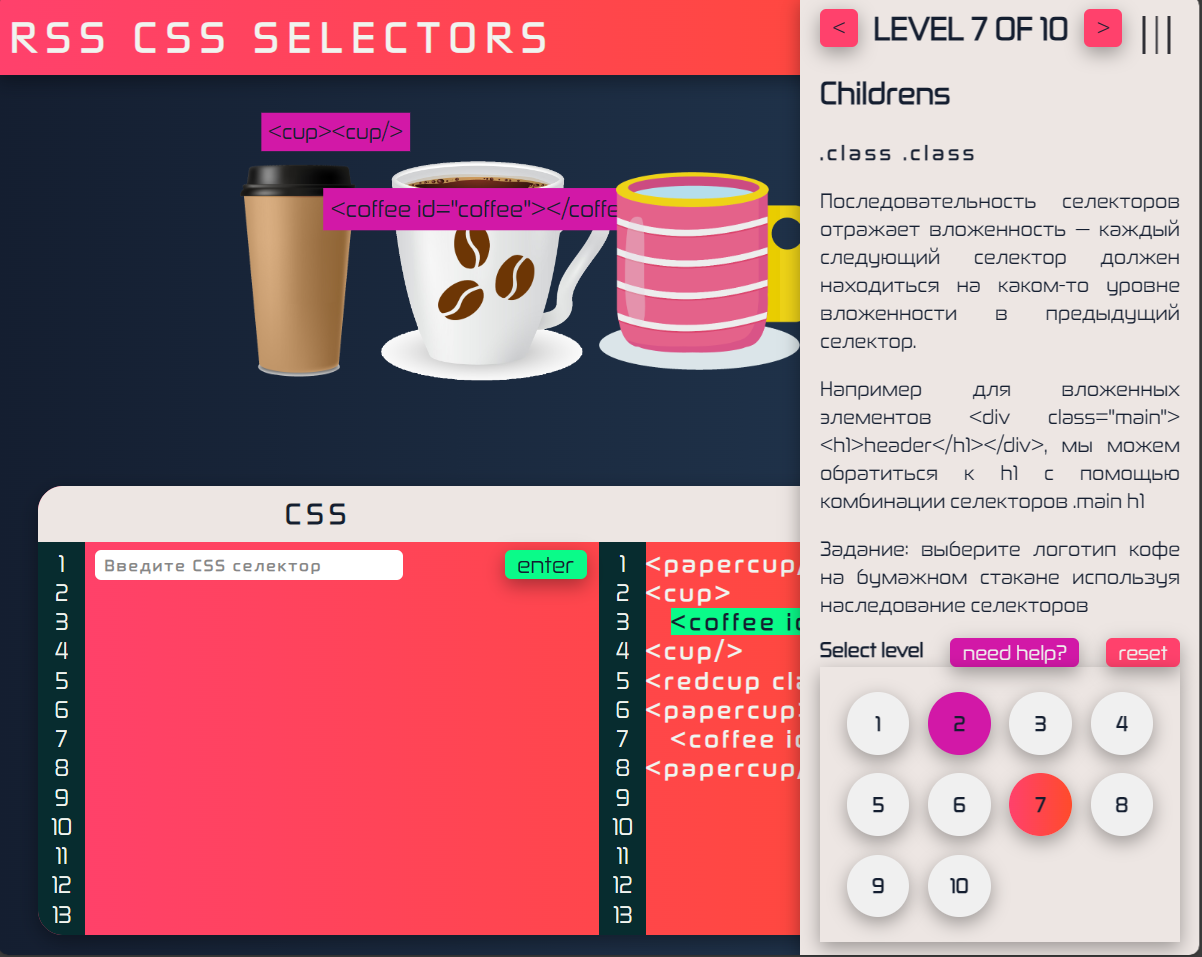 RSS CSS SELECTORS
<cup><cup/>
<coffee id="coffee"></coffe
CSS
1
2
3
4
5
6
7
8
9
10
11
12
13
Введите CSS селектор
enter
1 <papercup/
2 <cup>
3 <coffee id
4 <cup/>
5 <redcup cla
6 <papercup>
7 <coffee id
8 <papercup/
9
10
11
12
13
< LEVEL 7 OF 10 >
Childrens
.class .class
Последовательность селекторов
отражает вложенность — каждый
следующий селектор должен
находиться на каком-то уровне
вложенности в предыдущий
селектор.
Например для вложенных
элементов <div class="main">
<h1>header</h1></div>, мы можем
обратиться к h1 с помощью
комбинации селекторов .main h1
Задание: выберите логотип кофе
на бумажном стакане используя
наследование селекторов
Select level need help? reset
1 2 3 4
5 6 7 8
9 10